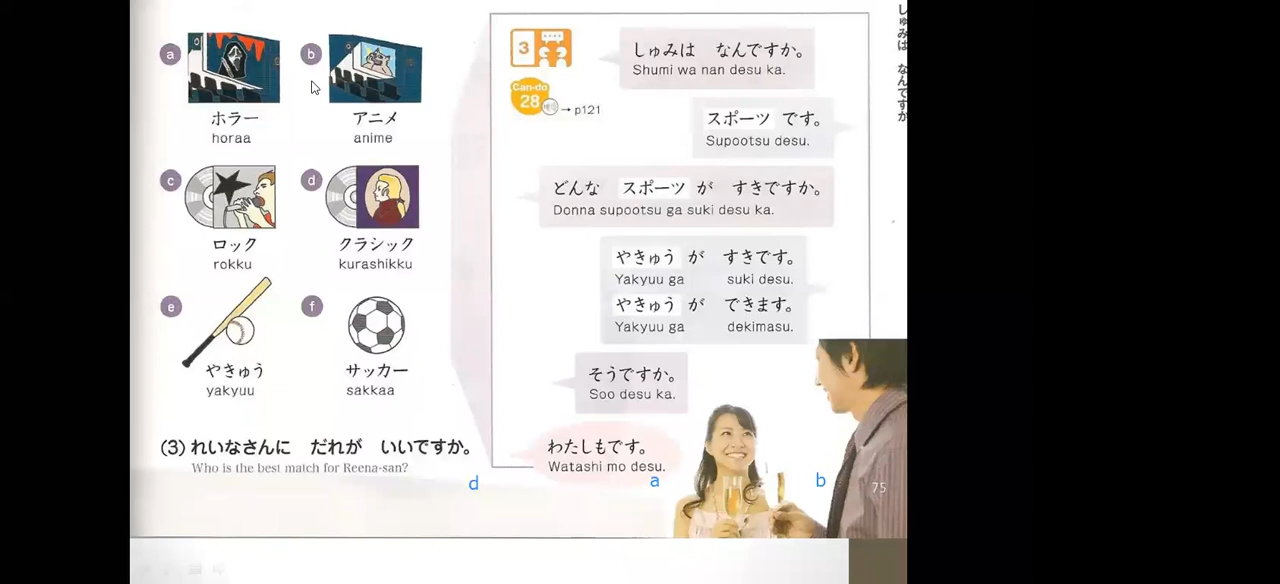 a
b
ホラー
horaa
アニメ
anime
c
d
ロック
rokku
クラシック
kurashikku
e
f
やきゅう
yakyuu
サッカー
sakkaa
(3) れいなさんに だれが いいですか。
Who is the best match for Reena-san?
3
Can-do
28
→ p121
しゅみは なんですか。
Shumi wa nan desu ka.
スポーツ です。
Supootsu desu.
どんな スポーツ が すきですか。
Donna supootsu ga suki desu ka.
やきゅう が すきです。
Yakyuu ga suki desu.
やきゅう が できます。
Yakyuu ga dekimasu.
そうですか。
Soo desu ka.
わたしもです。
Watashi mo desu.
d
a
b
75
しゅみは なんですか